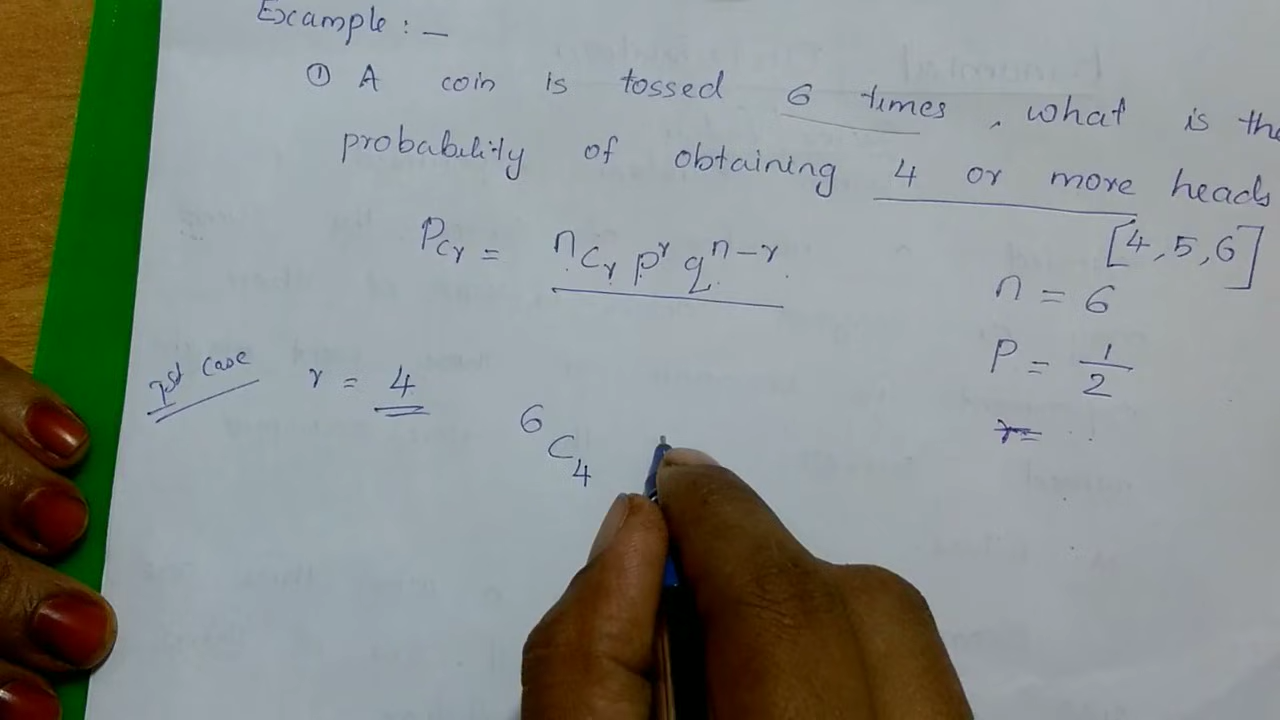 Example : –
① A coin is tossed 6 times, what is the
probability of obtaining 4 or more heads
[4,5,6]
Pcr = nCr p^r q^n-r
n = 6
P = 1/2
r =
1st case r = 4
6C4